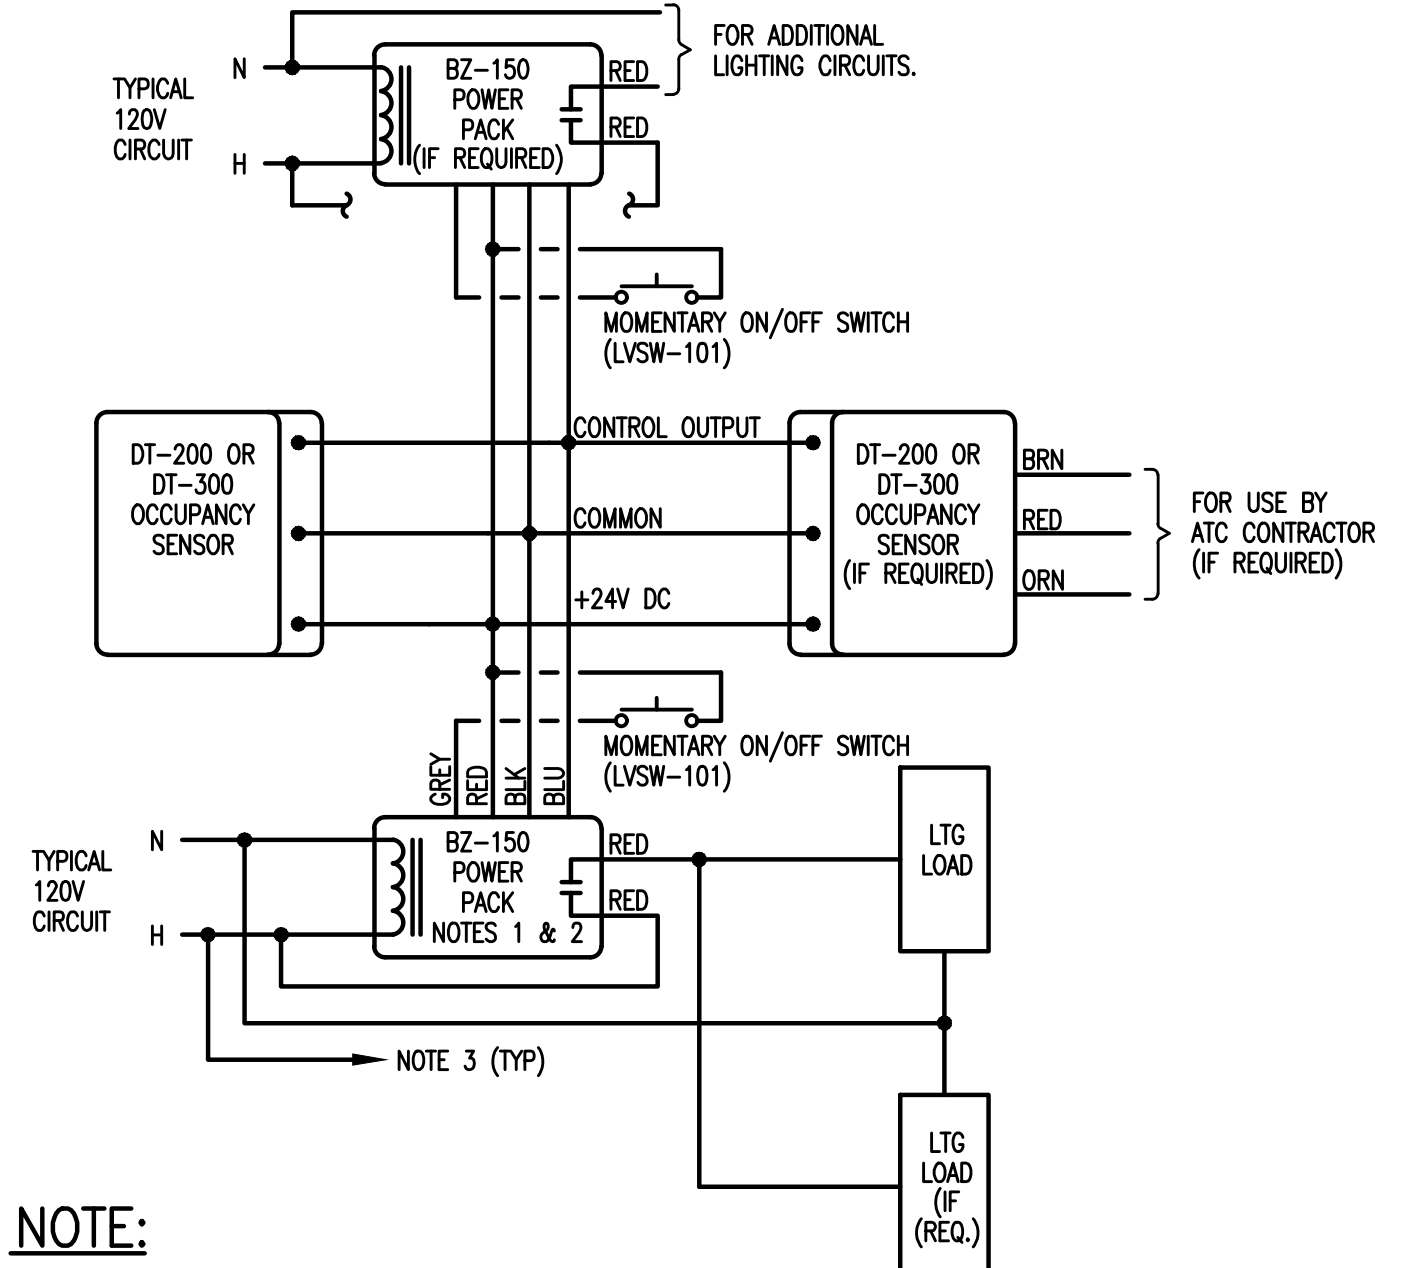 FOR ADDITIONAL
LIGHTING CIRCUITS.
N
TYPICAL
120V
CIRCUIT
H
BZ-150
POWER
PACK
(IF REQUIRED)
RED
RED
MOMENTARY ON/OFF SWITCH
(LVSW-101)
DT-200 OR
DT-300
OCCUPANCY
SENSOR
CONTROL OUTPUT
COMMON
+24V DC
DT-200 OR
DT-300
OCCUPANCY
SENSOR
(IF REQUIRED)
BRN
RED
ORN
FOR USE BY
ATC CONTRACTOR
(IF REQUIRED)
MOMENTARY ON/OFF SWITCH
(LVSW-101)
GREY
RED
BLK
BLU
N
TYPICAL
120V
CIRCUIT
H
BZ-150
POWER
PACK
NOTES 1 & 2
RED
RED
LTG
LOAD
NOTE 3 (TYP)
LTG
LOAD
(IF
(REQ.)
NOTE: